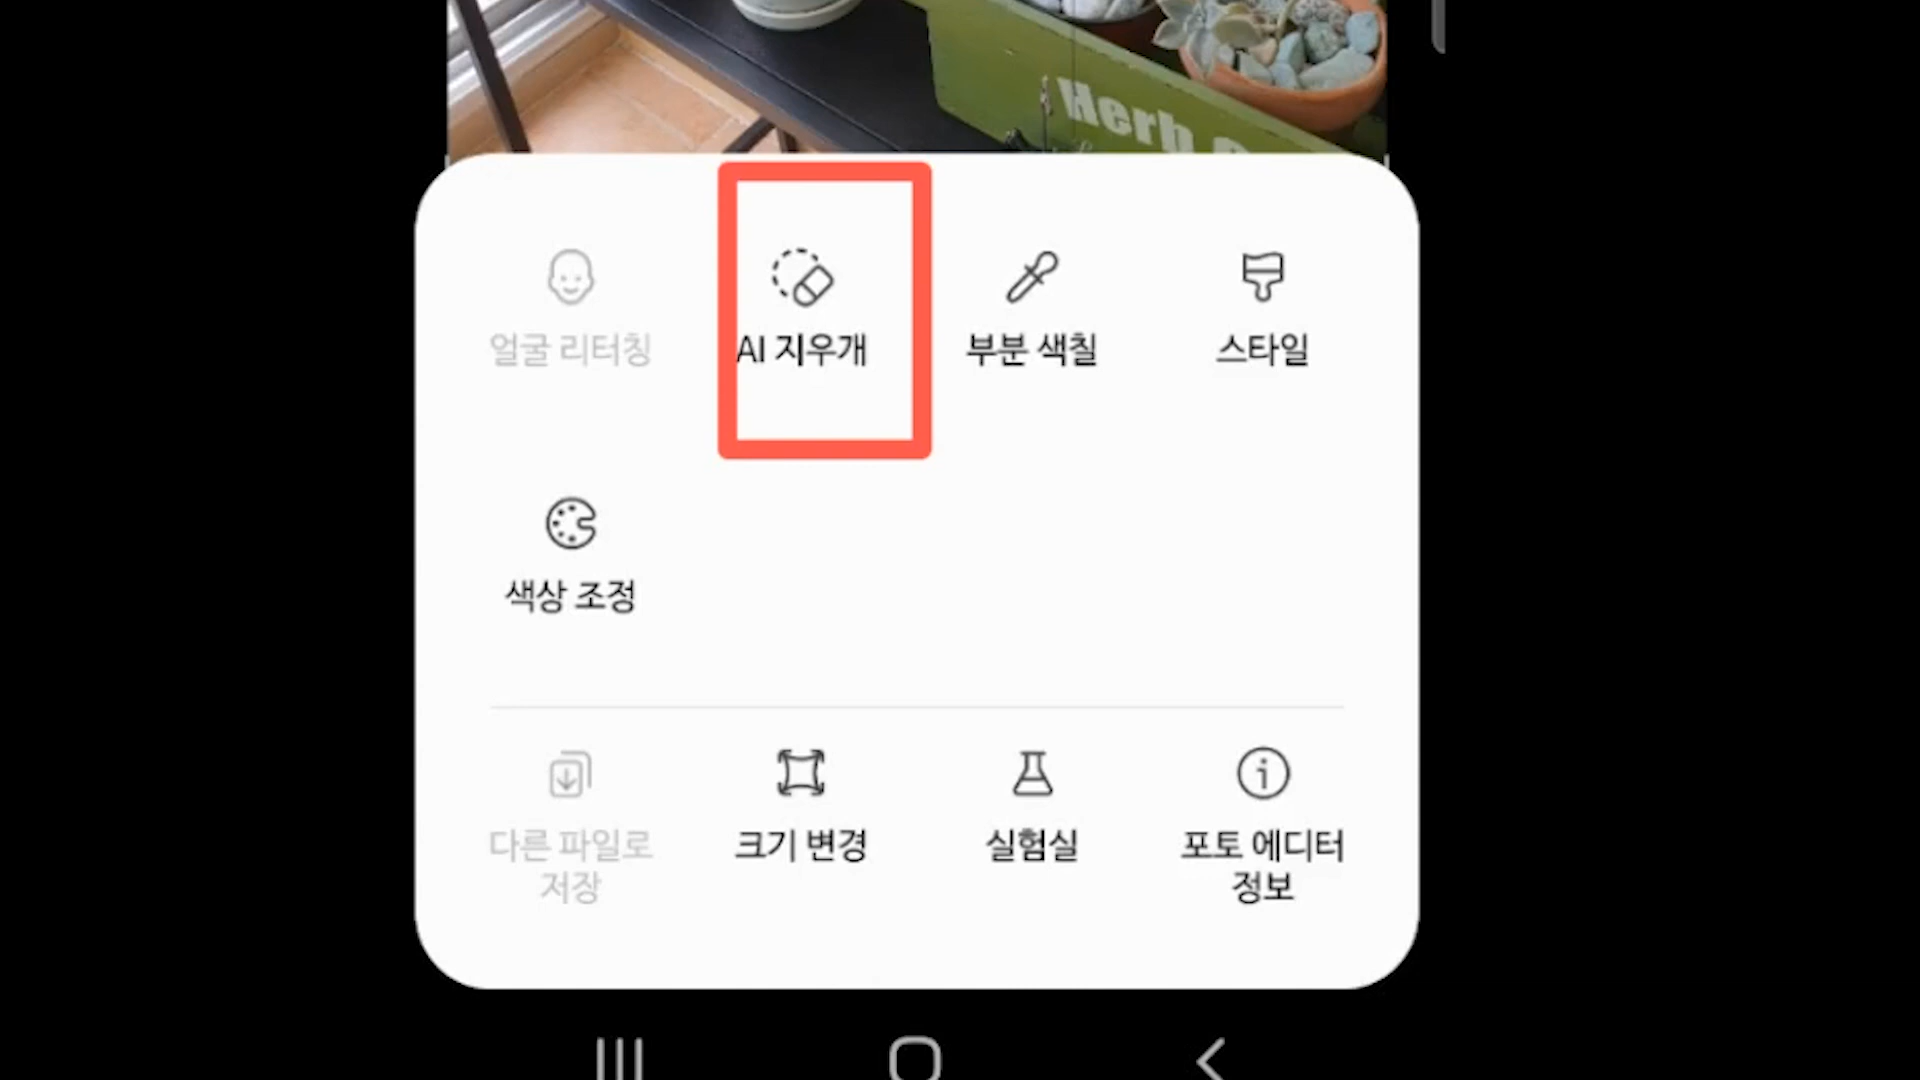 Herb
얼굴 리터칭
AI 지우개
부분 색칠
스타일
색상 조정
다른 파일로
저장
크기 변경
실험실
포토 에디터
정보